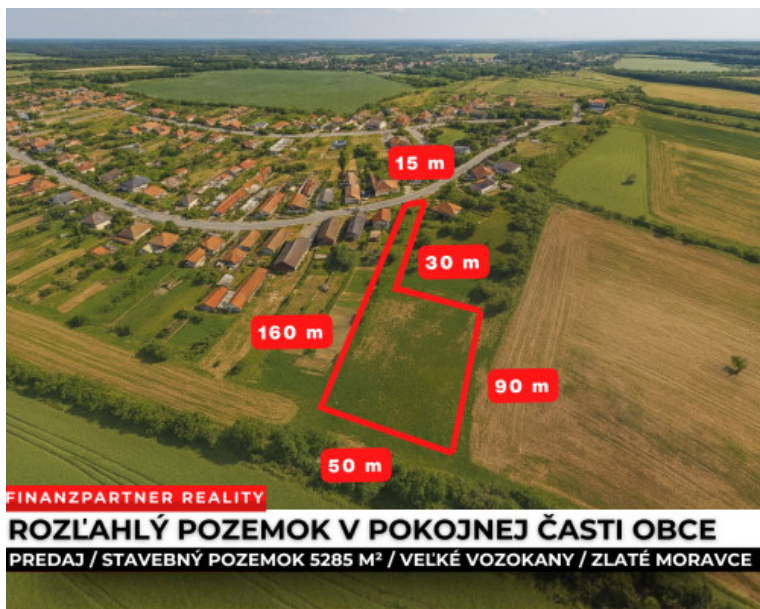 15 m
30 m
160 m
90 m
50 m
FINANZPARTNER REALITY
ROZĽAHLÝ POZEMOK V POKOJNEJ ČASTI OBCE
PREDAJ / STAVEBNÝ POZEMOK 5285 M² / VEĽKÉ VOZOKANY / ZLATÉ MORAVCE